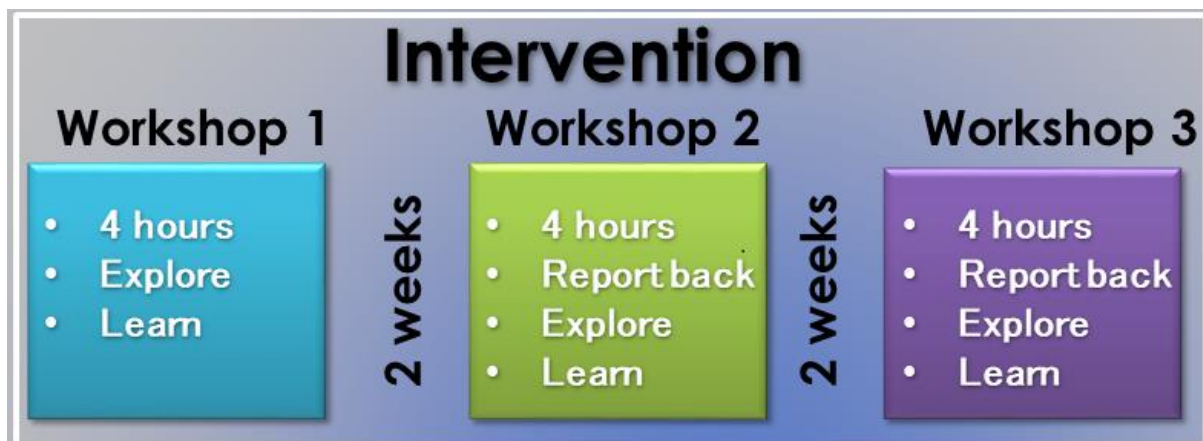 Intervention
Workshop 1
• 4 hours
• Explore
• Learn
2 weeks
Workshop 2
• 4 hours
• Report back
• Explore
• Learn
2 weeks
Workshop 3
• 4 hours
• Report back
• Explore
• Learn